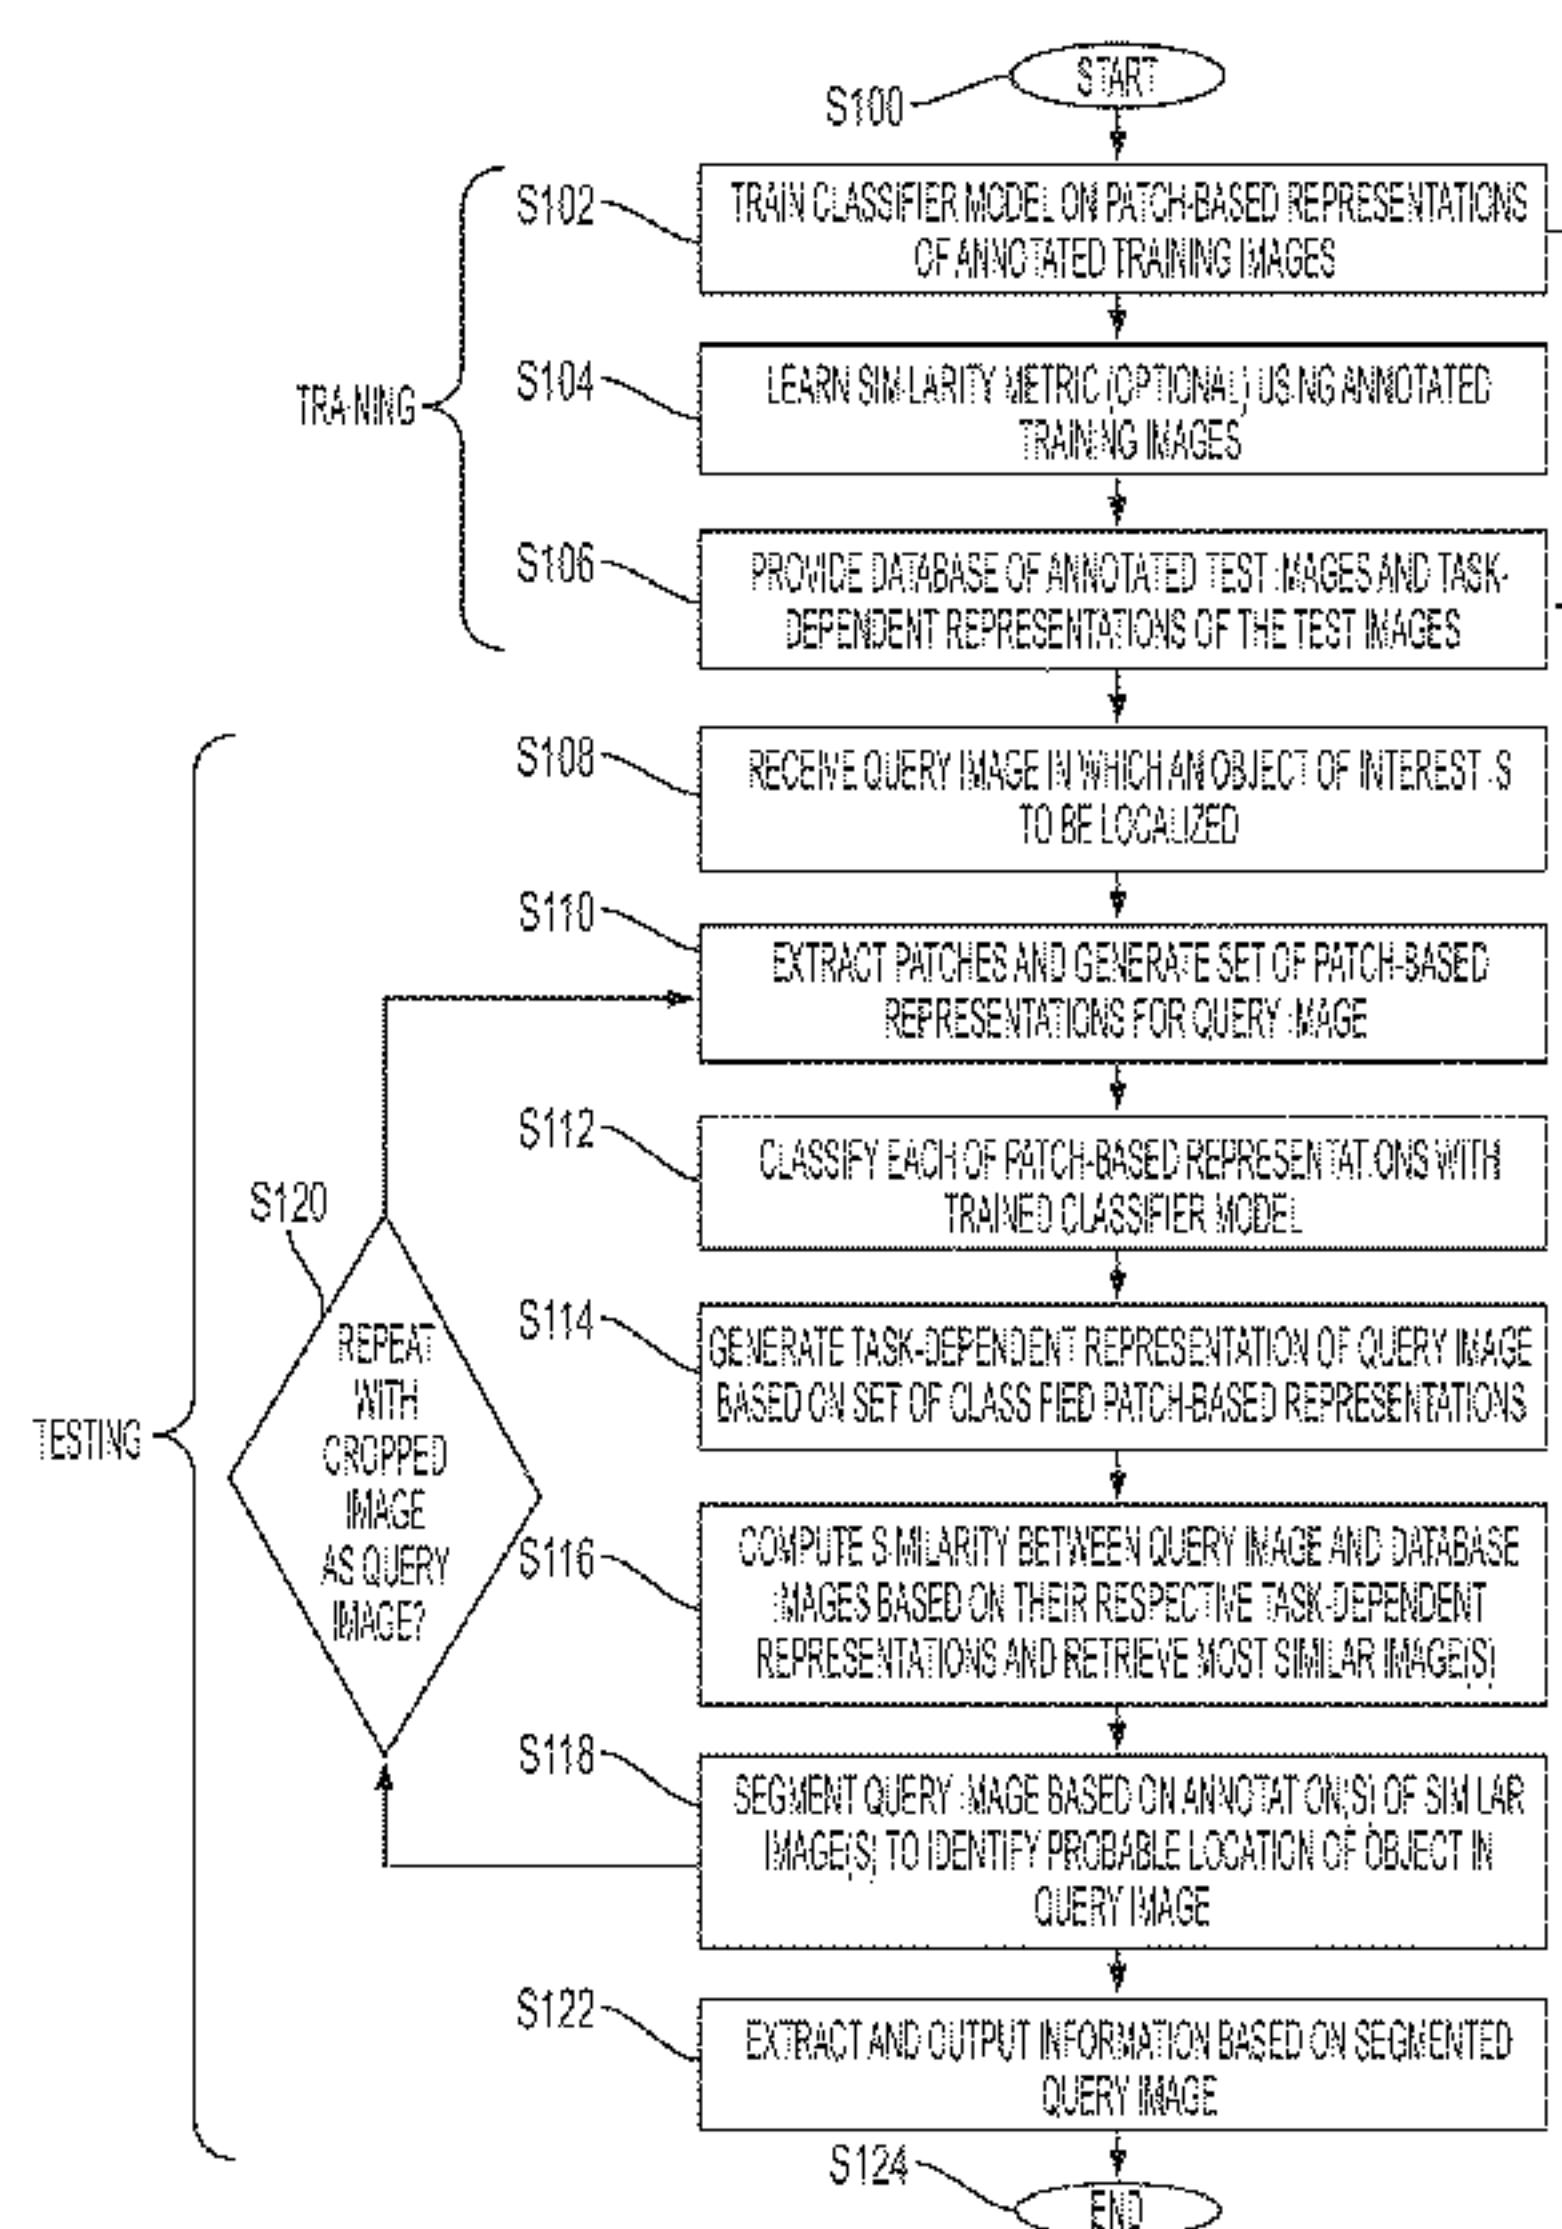 START
S100
S102
TRAIN CLASSIFIER MODEL ON PATCH-BASED REPRESENTATIONS
OF ANNOTATED TRAINING IMAGES
TRAINING
S104
LEARN SIMILARITY METRIC (OPTIONAL) USING ANNOTATED
TRAINING IMAGES
S106
PROVIDE DATABASE OF ANNOTATED TEST IMAGES AND TASK-
DEPENDENT REPRESENTATIONS OF THE TEST IMAGES
S108
RECEIVE QUERY IMAGE IN WHICH AN OBJECT OF INTEREST IS
TO BE LOCALIZED
S110
EXTRACT PATCHES AND GENERATE SET OF PATCH-BASED
REPRESENTATIONS FOR QUERY IMAGE
S112
CLASSIFY EACH OF PATCH-BASED REPRESENTATIONS WITH
TRAINED CLASSIFIER MODEL
S114
GENERATE TASK-DEPENDENT REPRESENTATION OF QUERY IMAGE
BASED ON SET OF CLASSIFIED PATCH-BASED REPRESENTATIONS
TESTING
S120
REPEAT
WITH
CROPPED
IMAGE
AS QUERY
IMAGE?
S116
COMPUTE SIMILARITY BETWEEN QUERY IMAGE AND DATABASE
IMAGES BASED ON THEIR RESPECTIVE TASK-DEPENDENT
REPRESENTATIONS AND RETRIEVE MOST SIMILAR IMAGE(S)
S118
SEGMENT QUERY IMAGE BASED ON ANNOTATION(S) OF SIMILAR
IMAGE(S) TO IDENTIFY PROBABLE LOCATION OF OBJECT IN
QUERY IMAGE
S122
EXTRACT AND OUTPUT INFORMATION BASED ON SEGMENTED
QUERY IMAGE
S124
END